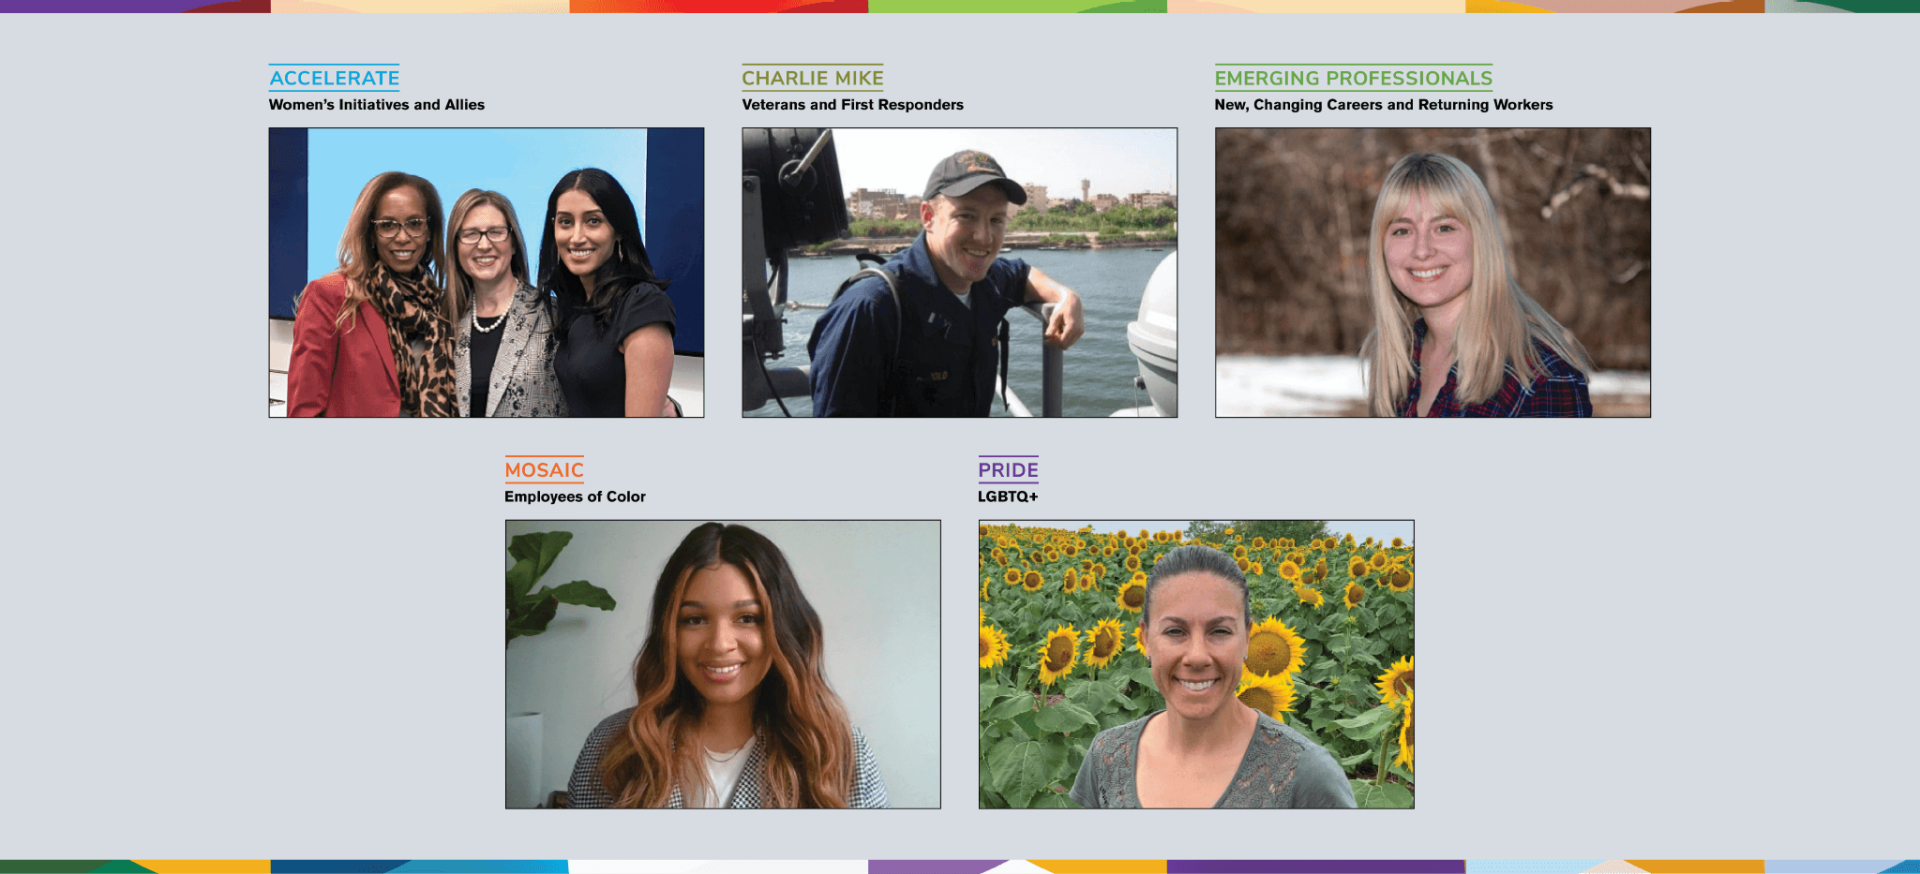 ACCELERATE
Women's Initiatives and Allies
CHARLIE MIKE
Veterans and First Responders
EMERGING PROFESSIONALS
New, Changing Careers and Returning Workers
MOSAIC
Employees of Color
PRIDE
LGBTQ+